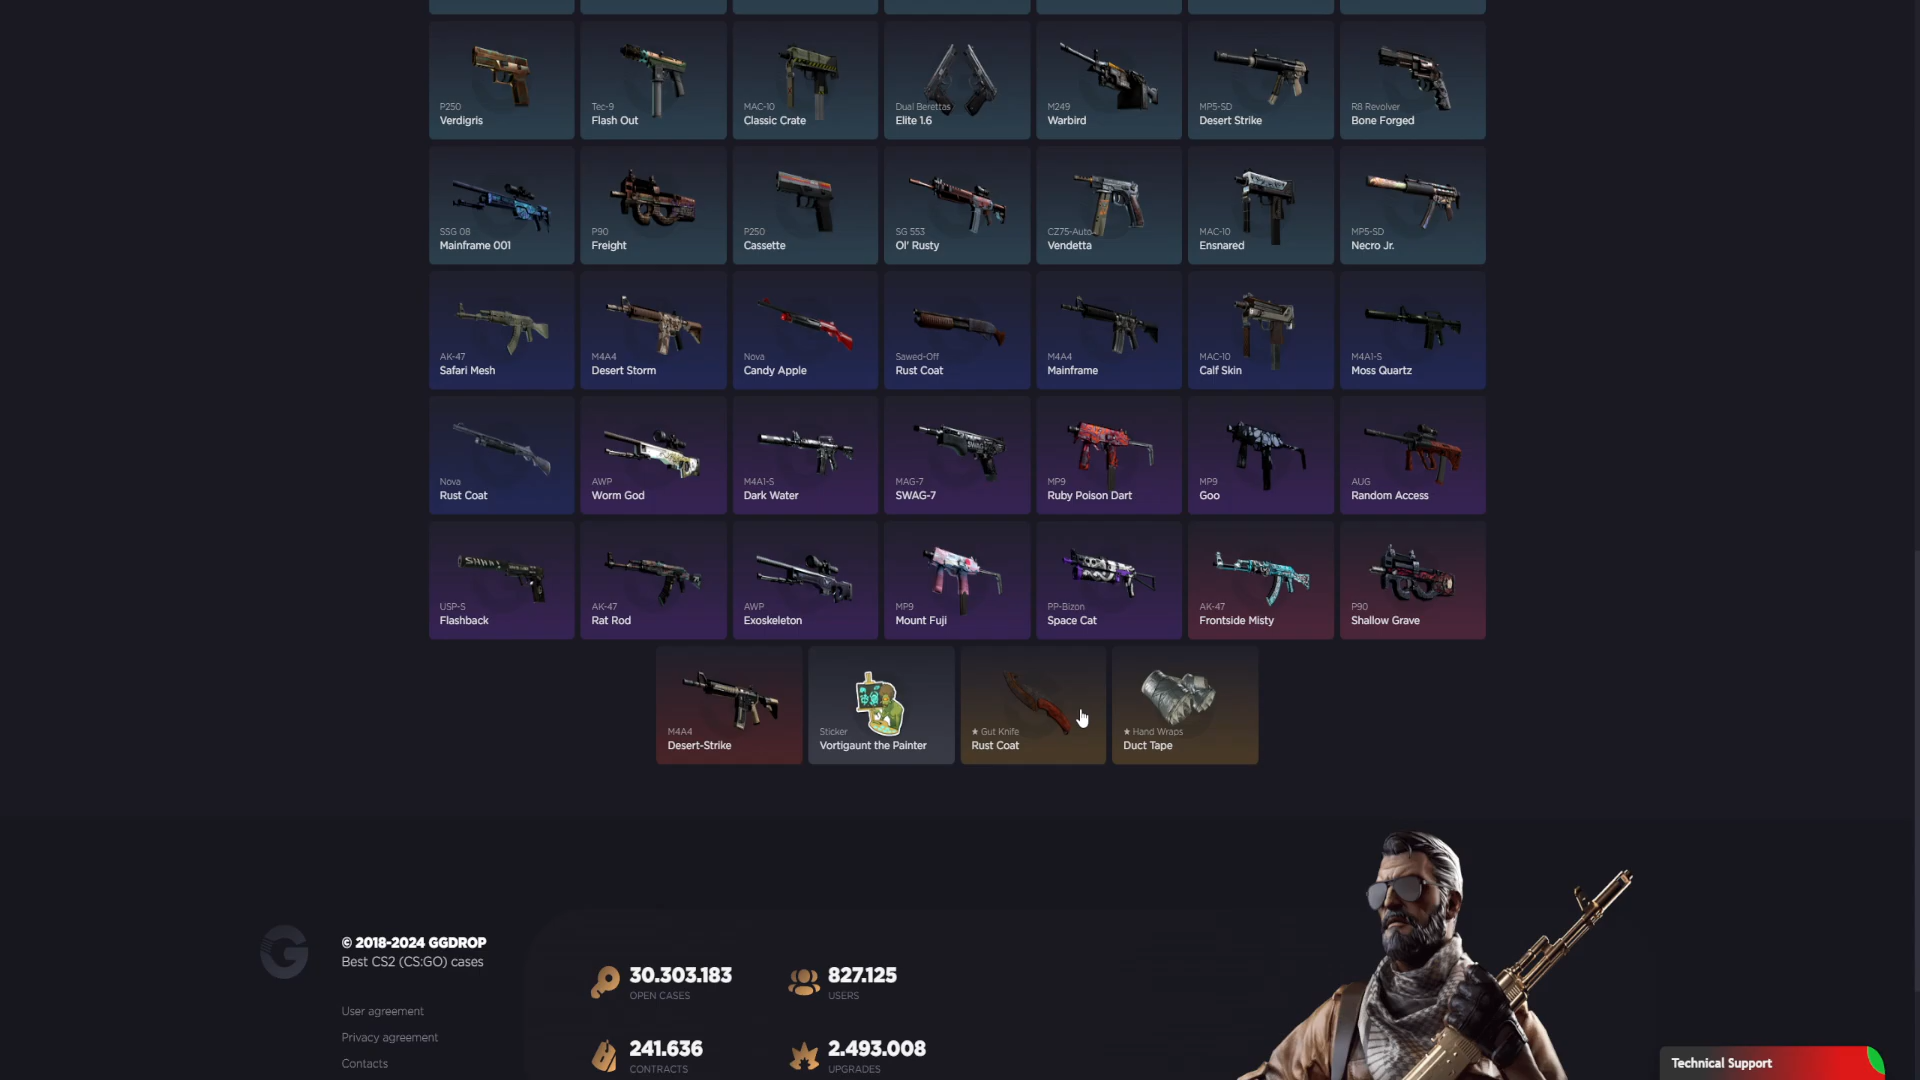 P250
Verdigris
Tec-9
Flash Out
MAC-10
Classic Crate
Dual Berettas
Elite 1.6
M249
Warbird
MP5-SD
Desert Strike
R8 Revolver
Bone Forged
SSG 08
Mainframe 001
P90
Freight
P250
Cassette
SG 553
Ol' Rusty
CZ75-Auto
Vendetta
MAC-10
Ensnared
MP5-SD
Necro Jr.
AK-47
Safari Mesh
M4A4
Desert Storm
Nova
Candy Apple
Sawed-Off
Rust Coat
M4A4
Mainframe
MAC-10
Calf Skin
M4A1-S
Moss Quartz
Nova
Rust Coat
AWP
Worm God
M4A1-S
Dark Water
MAG-7
SWAG-7
MP9
Ruby Poison Dart
MP9
Goo
AUG
Random Access
USP-S
Flashback
AK-47
Rat Rod
AWP
Exoskeleton
MP9
Mount Fuji
PP-Bizon
Space Cat
AK-47
Frontside Misty
P90
Shallow Grave
M4A4
Desert-Strike
Sticker
Vortigaunt the Painter
★ Gut Knife
Rust Coat
★ Hand Wraps
Duct Tape
© 2018-2024 GGDROP
Best CS2 (CS:GO) cases
User agreement
Privacy agreement
Contacts
30.303.183
OPEN CASES
827.125
USERS
241.636
CONTRACTS
2.493.008
UPGRADES
Technical Support